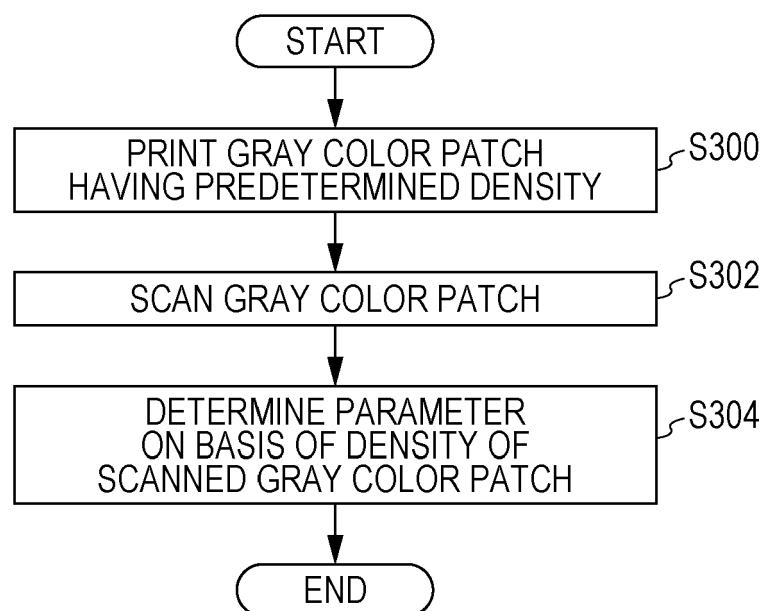 START
PRINT GRAY COLOR PATCH
HAVING PREDETERMINED DENSITY
S300
SCAN GRAY COLOR PATCH
S302
DETERMINE PARAMETER
ON BASIS OF DENSITY OF
SCANNED GRAY COLOR PATCH
S304
END